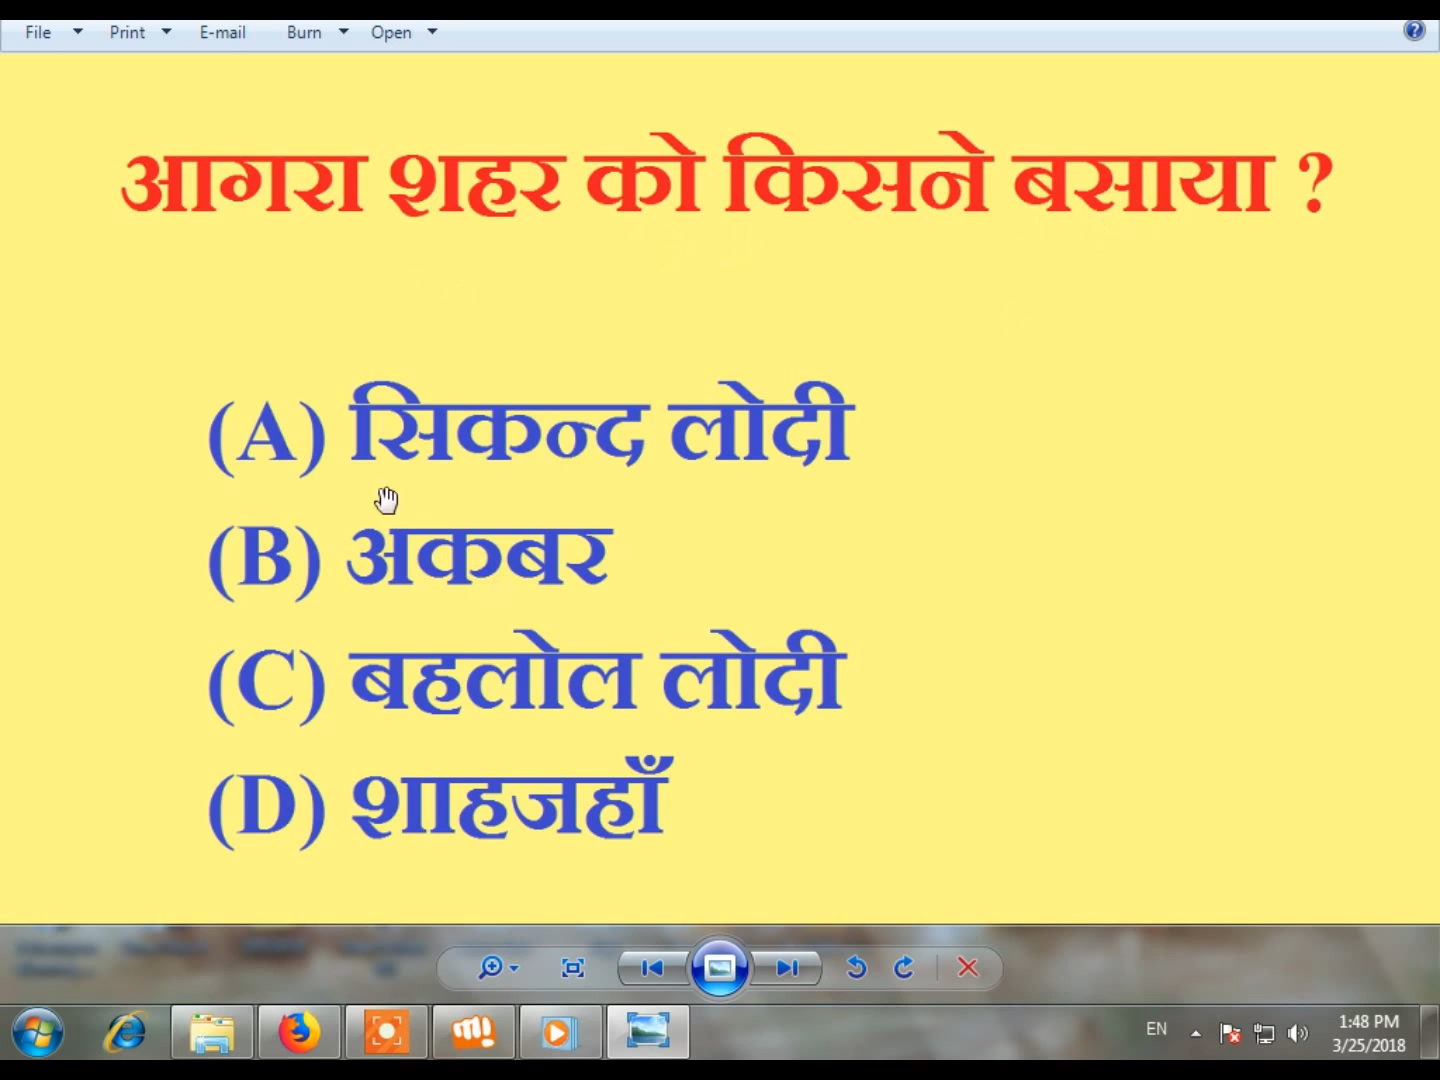 File Print E-mail Burn Open
आगरा शहर को किसने बसाया ?
(A) सिकन्द लोदी
(B) अकबर
(C) बहलोल लोदी
(D) शाहजहाँ
EN
1:48 PM
3/25/2018